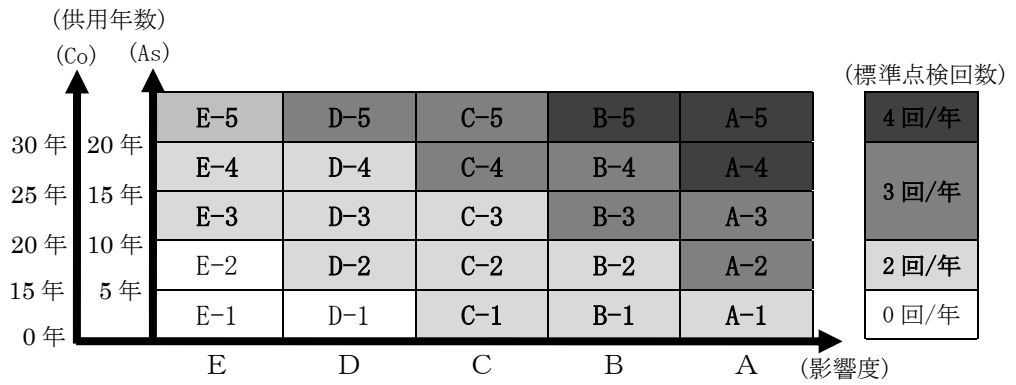 (供用年数)
(Co) (As)
(標準点検回数)
E-5 D-5 C-5 B-5 A-5 4回/年
30年 20年
E-4 D-4 C-4 B-4 A-4
25年 15年 3回/年
E-3 D-3 C-3 B-3 A-3
20年 10年
E-2 D-2 C-2 B-2 A-2 2回/年
15年 5年
E-1 D-1 C-1 B-1 A-1 0回/年
0年
E D C B A (影響度)